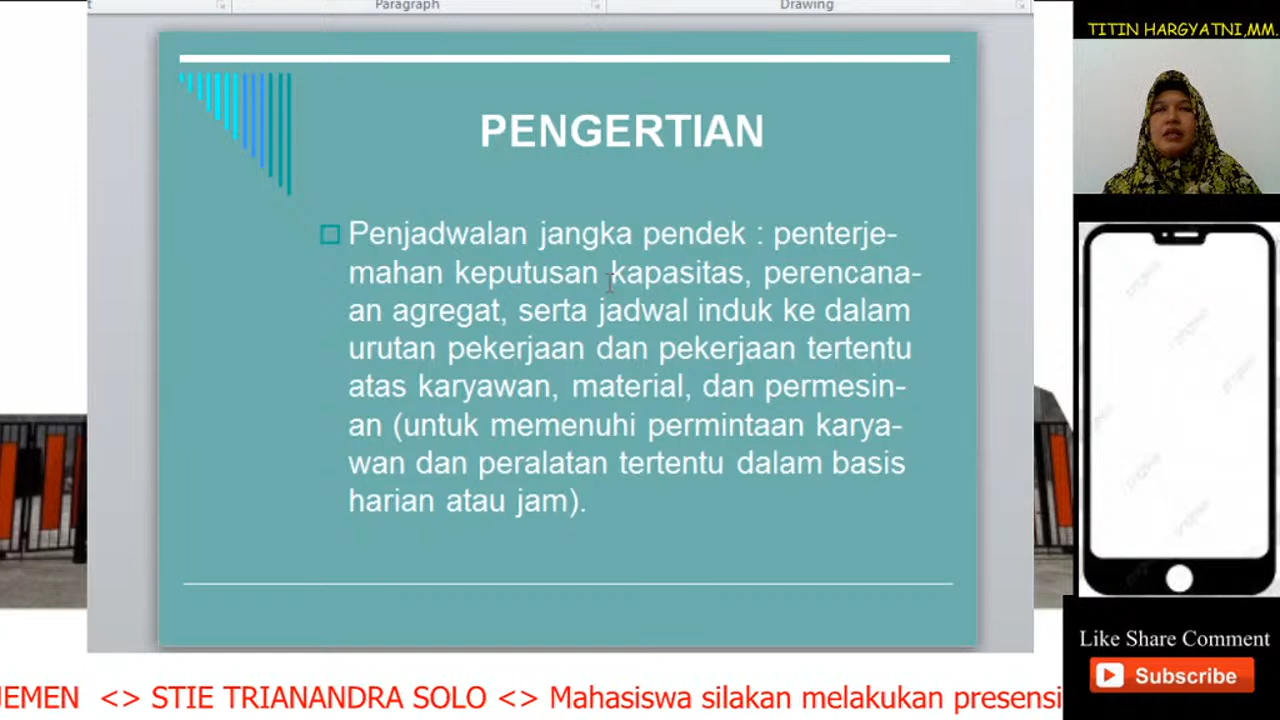 Paragraph
Drawing
TITIN HARGYATNI,MM.
PENGERTIAN
Penjadwalan jangka pendek : penterje-
mahan keputusan kapasitas, perencana-
an agregat, serta jadwal induk ke dalam
urutan pekerjaan dan pekerjaan tertentu
atas karyawan, material, dan permesin-
an (untuk memenuhi permintaan karya-
wan dan peralatan tertentu dalam basis
harian atau jam).
Like Share Comment
Subscribe
JEMEN <> STIE TRIANANDRA SOLO <> Mahasiswa silakan melakukan presensi